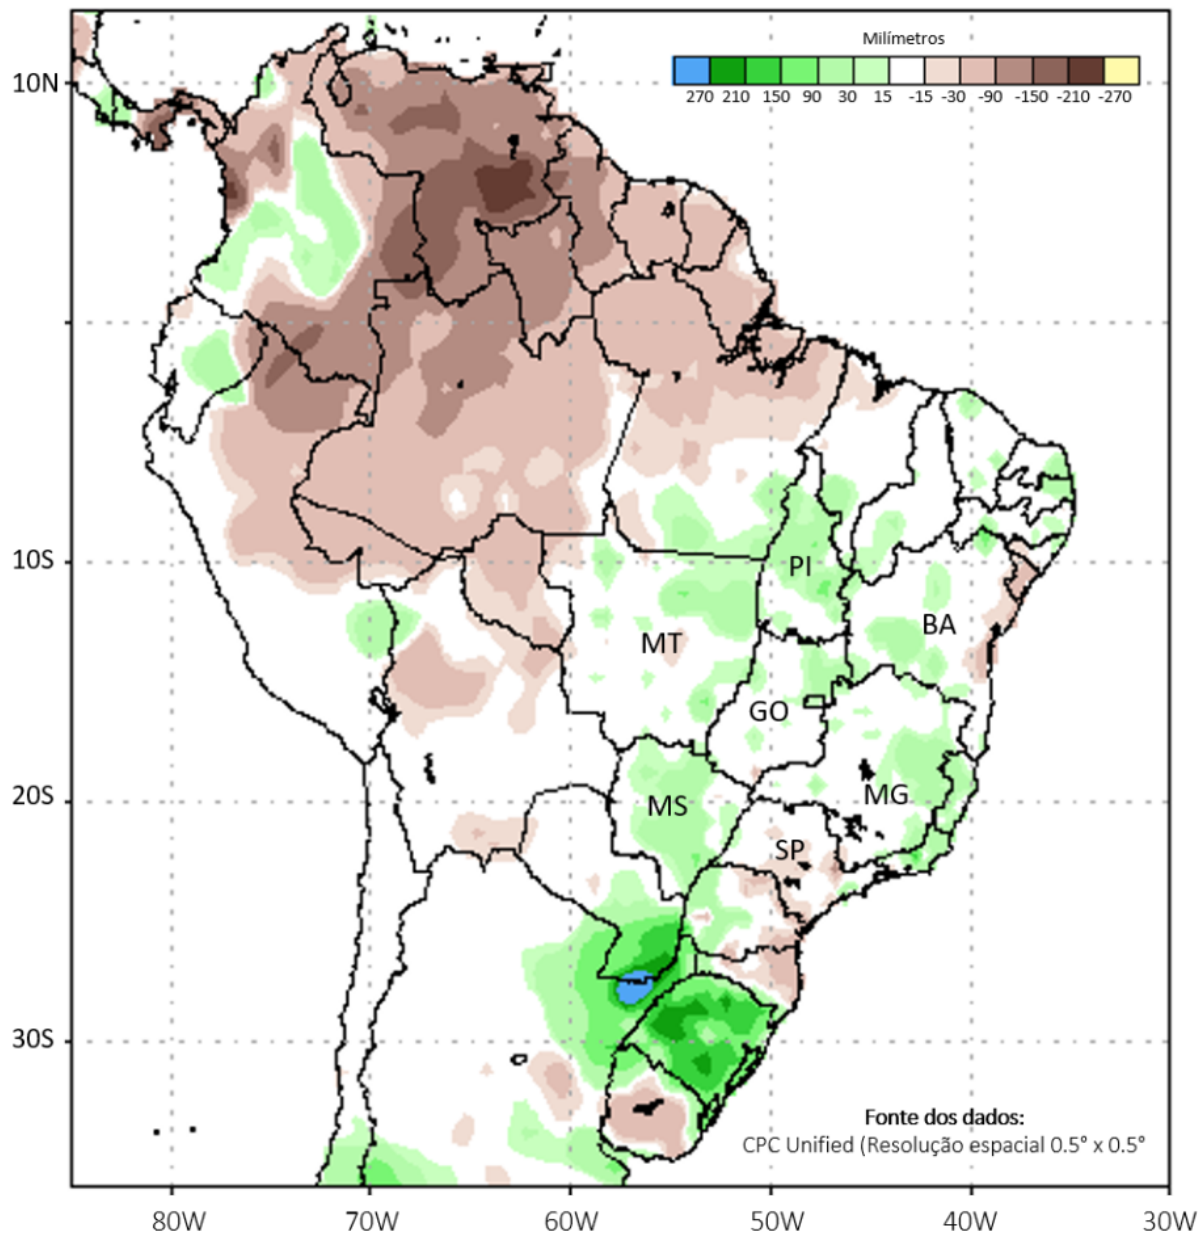 Milímetros
270 210 150 90 30 15 -15 -30 -90 -150 -210 -270
10N
10S
PI
BA
MT
GO
20S
MS
MG
SP
30S
Fonte dos dados:
CPC Unified (Resolução espacial 0.5° x 0.5°
80W 70W 60W 50W 40W 30W